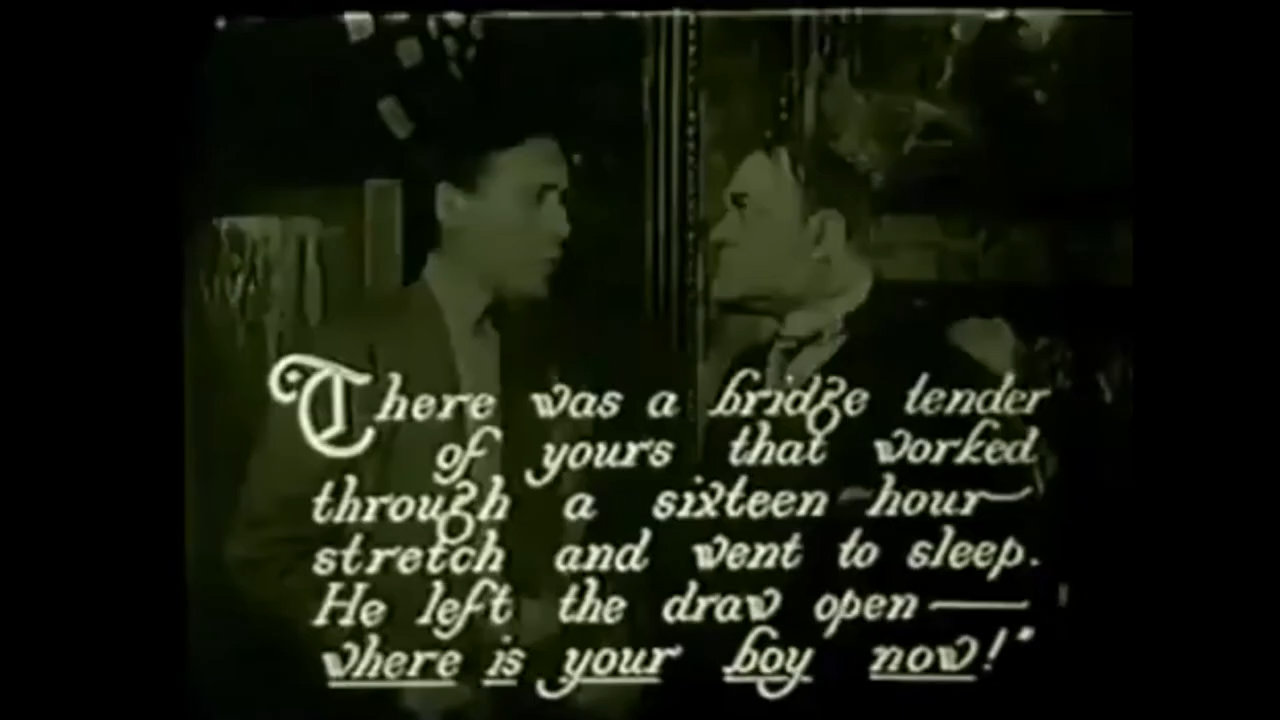 There was a bridge tender
of yours that worked
through a sixteen-hour
stretch and went to sleep.
He left the draw open—
where is your boy now!"